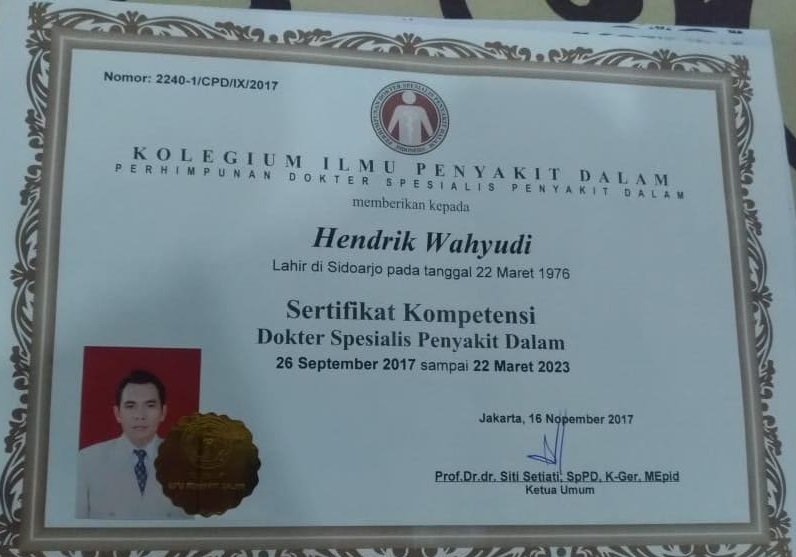 Nomor: 2240-1/CPD/IX/2017
KOLEGIUM ILMU PENYAKIT DALAM
PERHIMPUNAN DOKTER SPESIALIS PENYAKIT DALAM
memberikan kepada
Hendrik Wahyudi
Lahir di Sidoarjo pada tanggal 22 Maret 1976
Sertifikat Kompetensi
Dokter Spesialis Penyakit Dalam
26 September 2017 sampai 22 Maret 2023
Jakarta, 16 Nopember 2017
Prof.Dr.dr. Siti Setiati, SpPD, K-Ger, MEpid
Ketua Umum